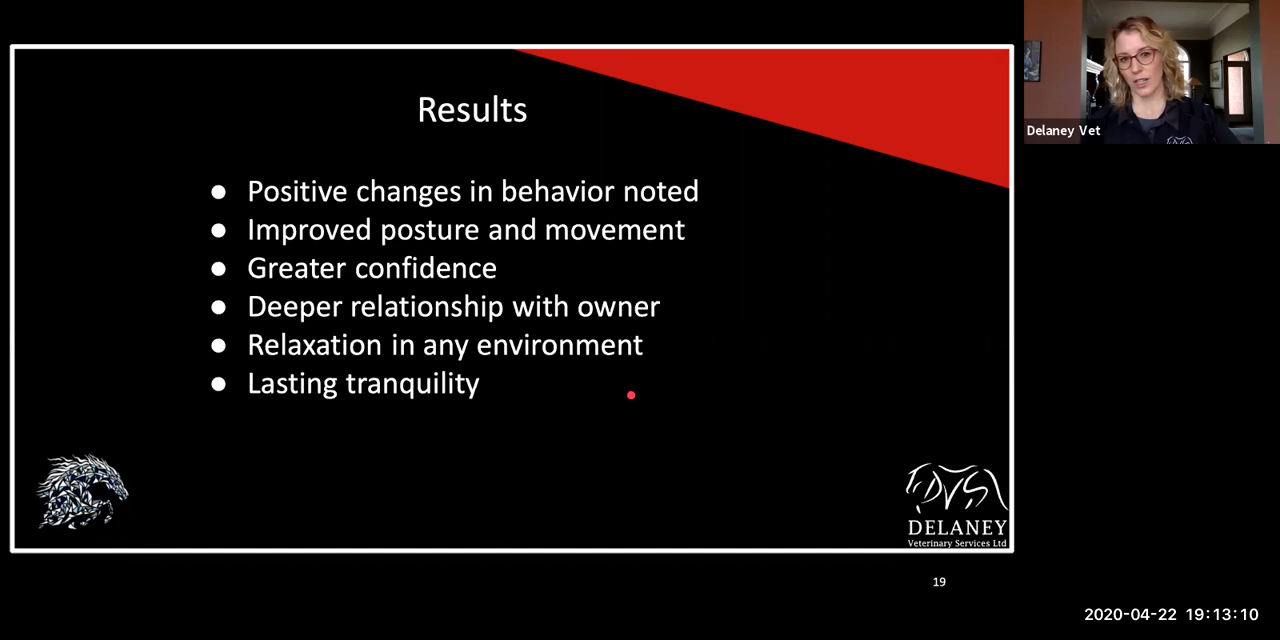 Results
● Positive changes in behavior noted
● Improved posture and movement
● Greater confidence
● Deeper relationship with owner
● Relaxation in any environment
● Lasting tranquility
Delaney Vet
DVS
DELANEY
Veterinary Services Ltd
19
2020-04-22 19:13:10